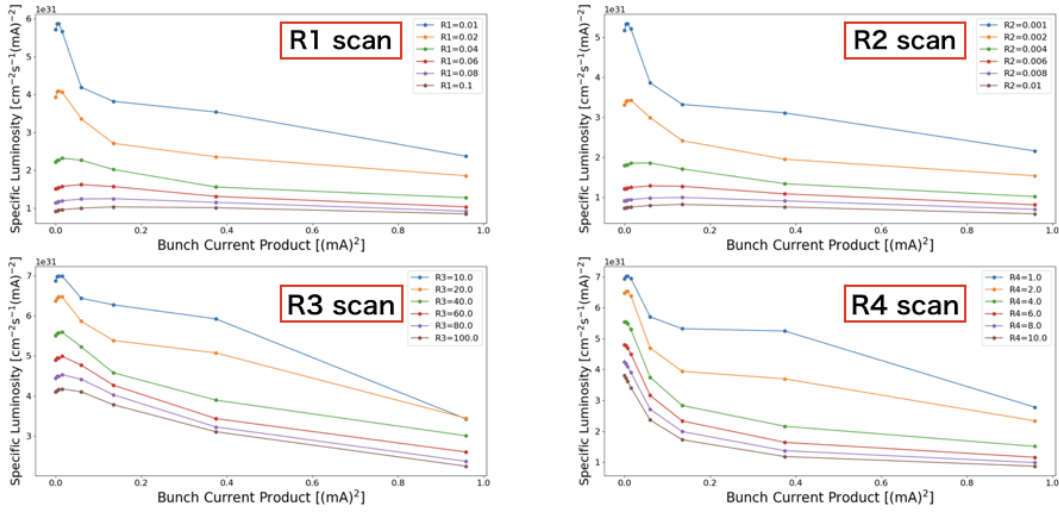 1e31
R1 scan
R1=0.01
R1=0.02
R1=0.04
R1=0.06
R1=0.08
R1=0.1
Specific Luminosity [cm⁻²s⁻¹(mA)⁻²]
6
5
4
3
2
1
0.0 0.2 0.4 0.6 0.8 1.0
Bunch Current Product [(mA)²]
1e31
R2 scan
R2=0.001
R2=0.002
R2=0.004
R2=0.006
R2=0.008
R2=0.01
Specific Luminosity [cm⁻²s⁻¹(mA)⁻²]
5
4
3
2
1
0.0 0.2 0.4 0.6 0.8 1.0
Bunch Current Product [(mA)²]
1e31
R3 scan
R3=10.0
R3=20.0
R3=40.0
R3=60.0
R3=80.0
R3=100.0
Specific Luminosity [cm⁻²s⁻¹(mA)⁻²]
7
6
5
4
3
0.0 0.2 0.4 0.6 0.8 1.0
Bunch Current Product [(mA)²]
1e31
R4 scan
R4=1.0
R4=2.0
R4=4.0
R4=6.0
R4=8.0
R4=10.0
Specific Luminosity [cm⁻²s⁻¹(mA)⁻²]
7
6
5
4
3
2
1
0.0 0.2 0.4 0.6 0.8 1.0
Bunch Current Product [(mA)²]